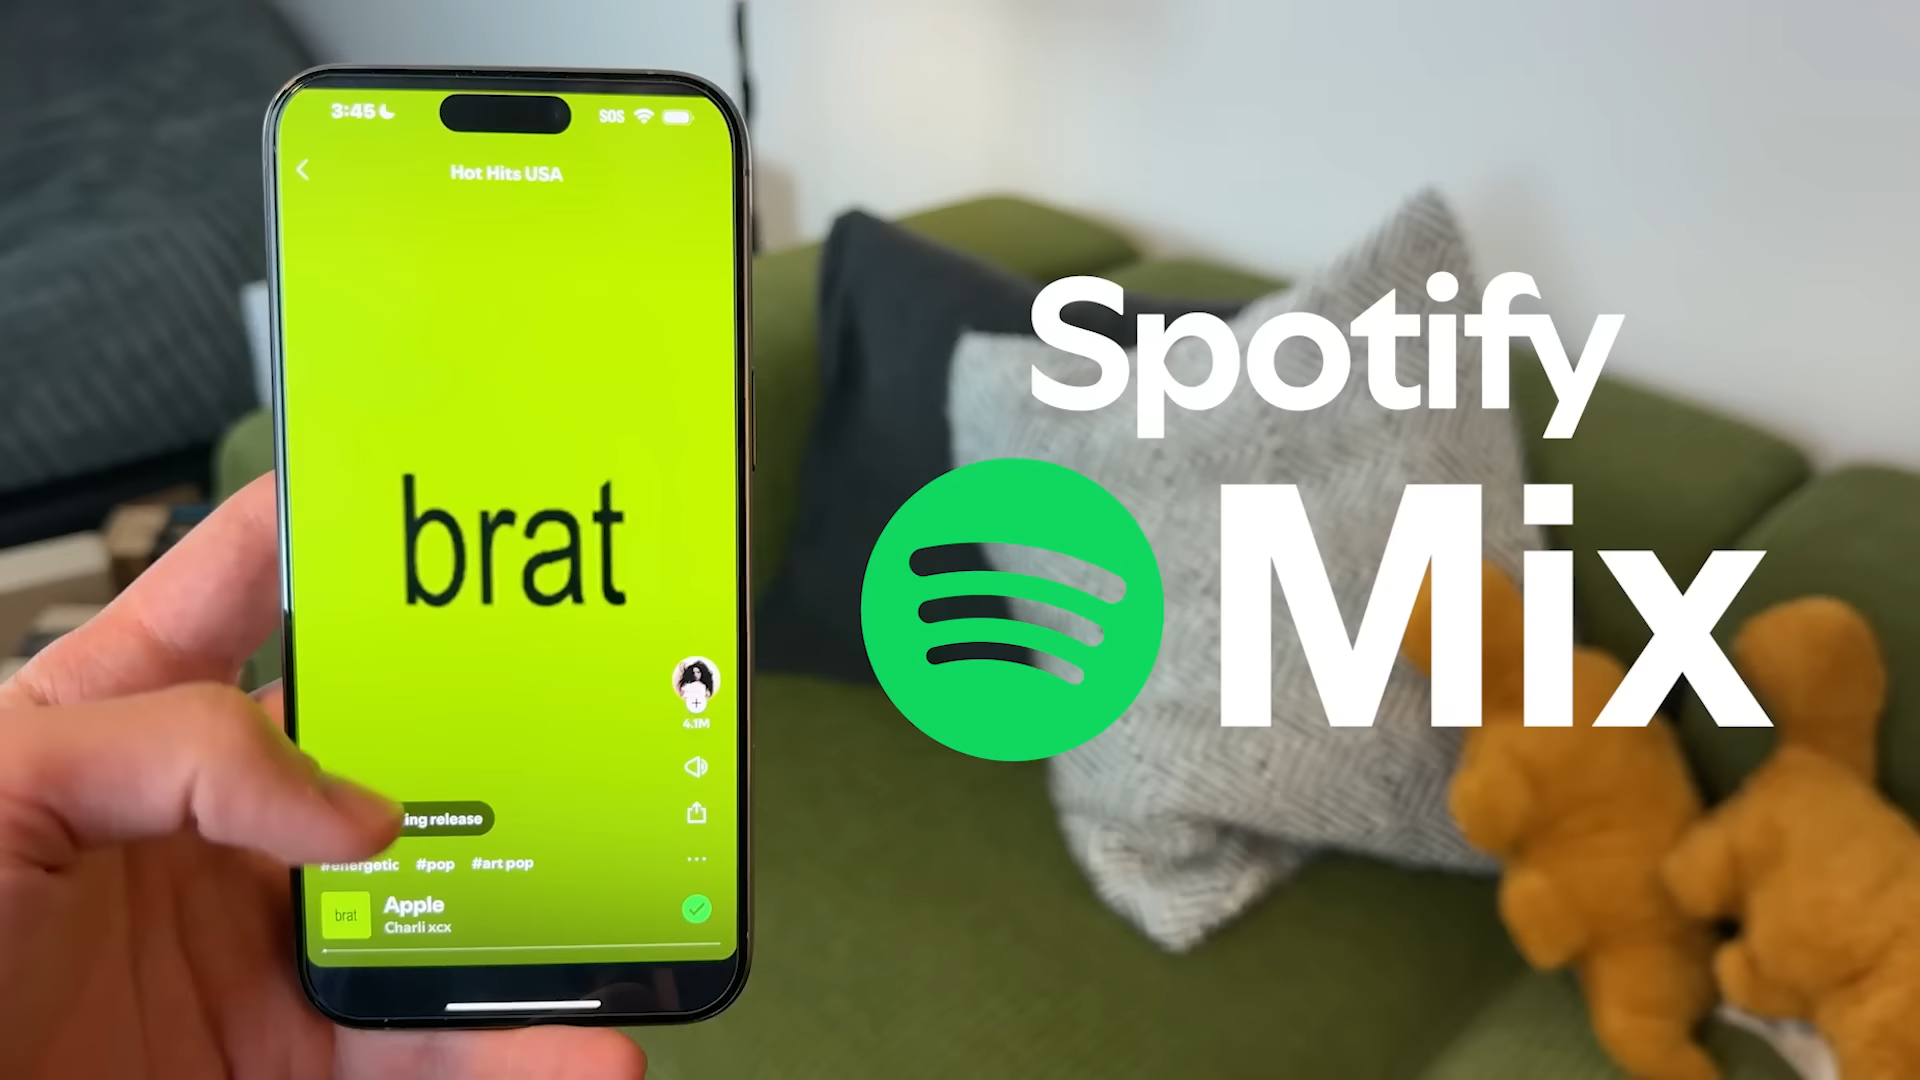 3:45
SOS
Hot Hits USA
brat
4.1M
ing release
#energetic #pop #art pop
brat
Apple
Charli xcx
Spotify
Mix